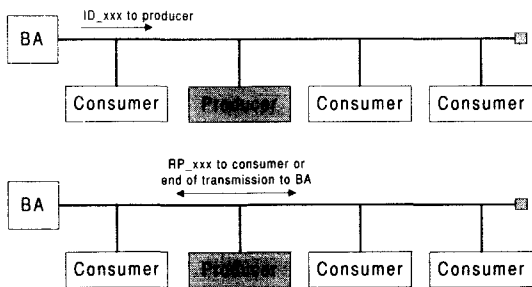 ID_xxx to producer
BA
Consumer Producer Consumer Consumer
RP_xxx to consumer or
end of transmission to BA
BA
Consumer Producer Consumer Consumer